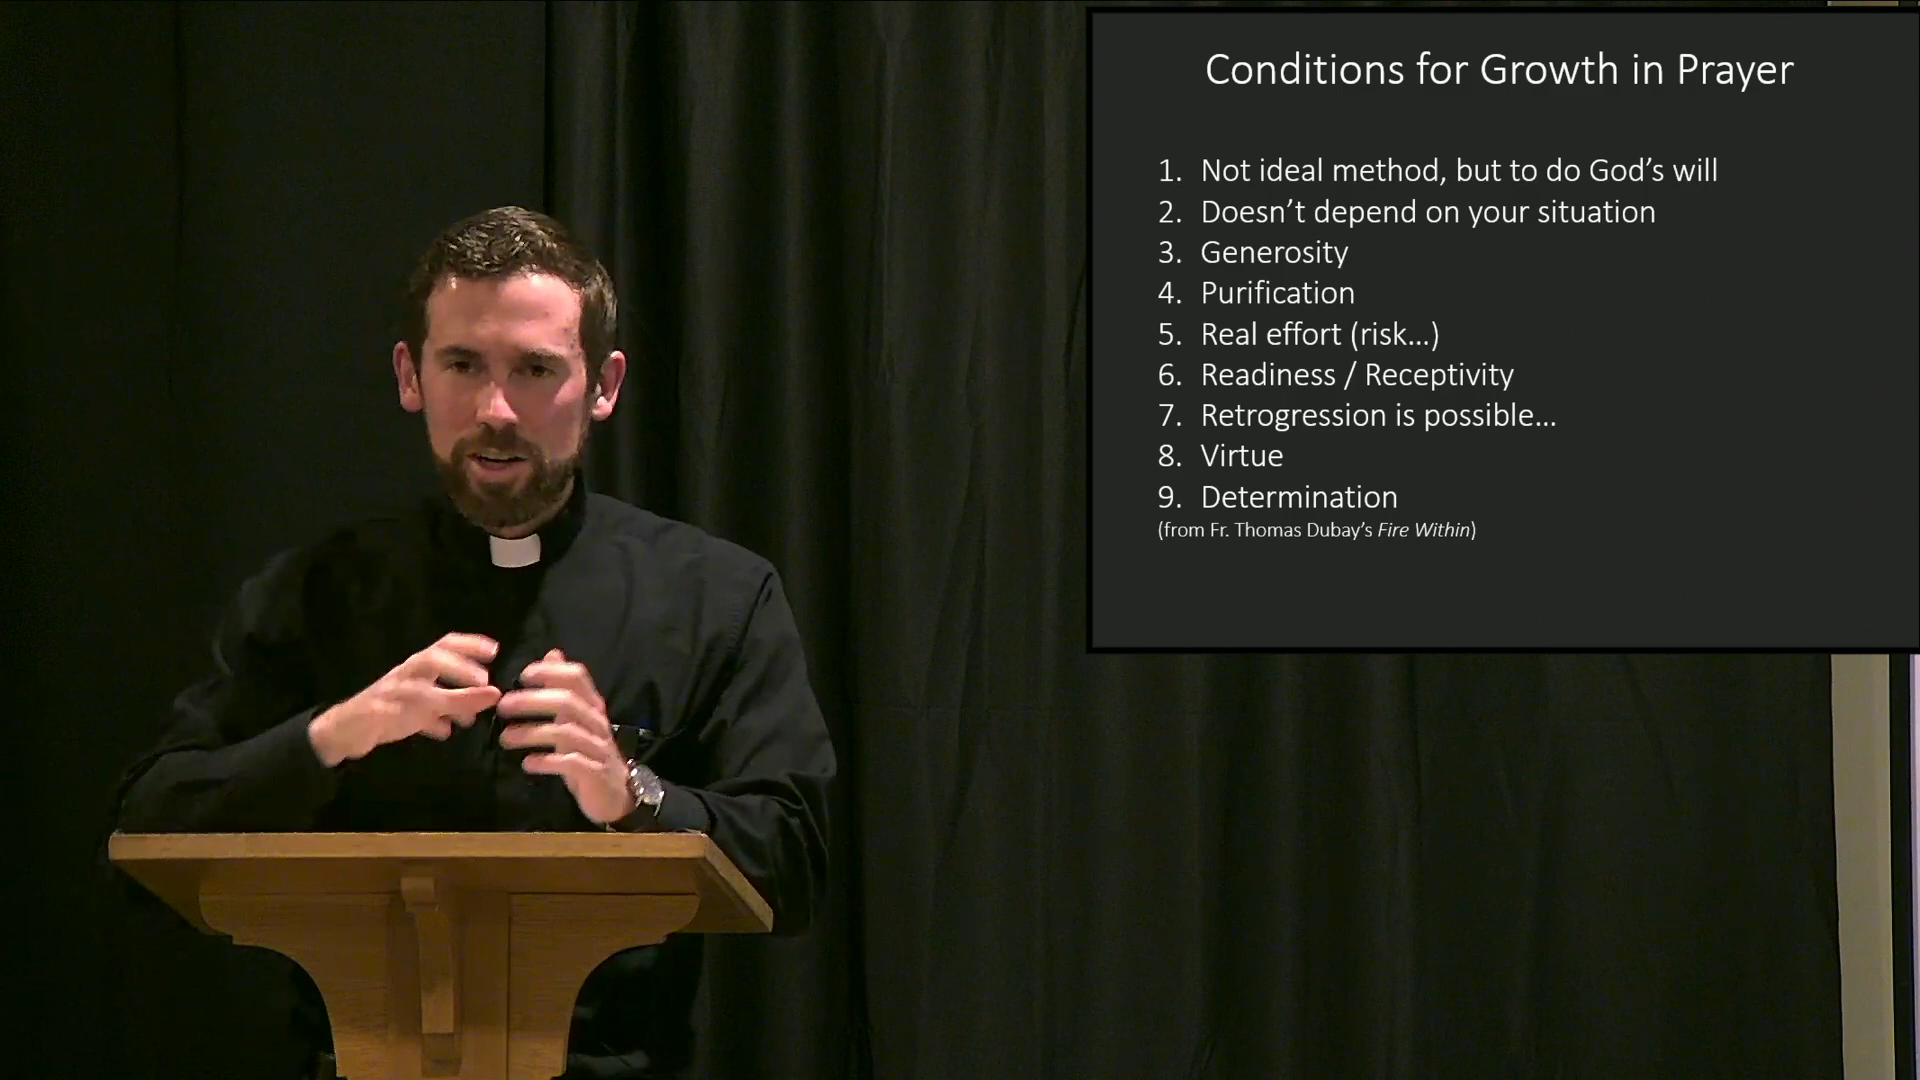 Conditions for Growth in Prayer
1. Not ideal method, but to do God’s will
2. Doesn’t depend on your situation
3. Generosity
4. Purification
5. Real effort (risk…)
6. Readiness / Receptivity
7. Retrogression is possible…
8. Virtue
9. Determination
(from Fr. Thomas Dubay’s Fire Within)